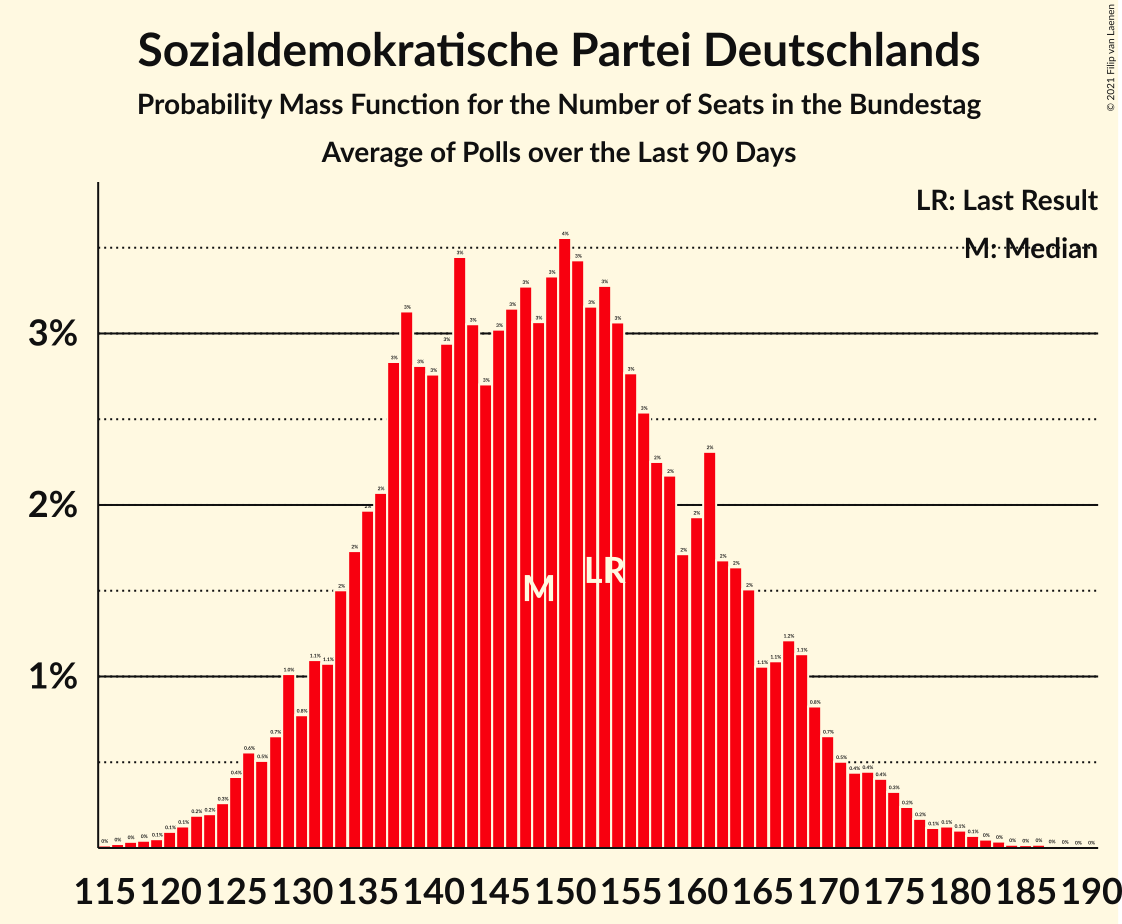 Sozialdemokratische Partei Deutschlands
Probability Mass Function for the Number of Seats in the Bundestag
Average of Polls over the Last 90 Days
© 2021 Filip van Laenen
LR: Last Result
M: Median
3%
2%
1%
M
LR
115 120 125 130 135 140 145 150 155 160 165 170 175 180 185 190